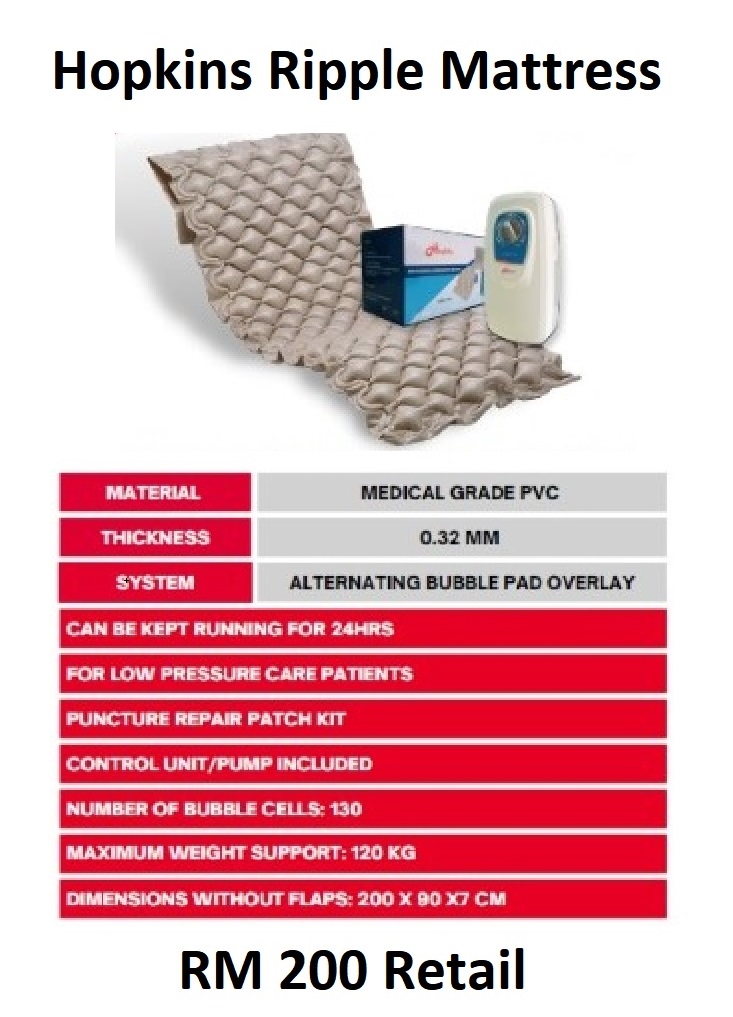 Hopkins Ripple Mattress
MATERIAL MEDICAL GRADE PVC
THICKNESS 0.32 MM
SYSTEM ALTERNATING BUBBLE PAD OVERLAY
CAN BE KEPT RUNNING FOR 24HRS
FOR LOW PRESSURE CARE PATIENTS
PUNCTURE REPAIR PATCH KIT
CONTROL UNIT/PUMP INCLUDED
NUMBER OF BUBBLE CELLS: 130
MAXIMUM WEIGHT SUPPORT: 120 KG
DIMENSIONS WITHOUT FLAPS: 200 X 90 X7 CM
RM 200 Retail